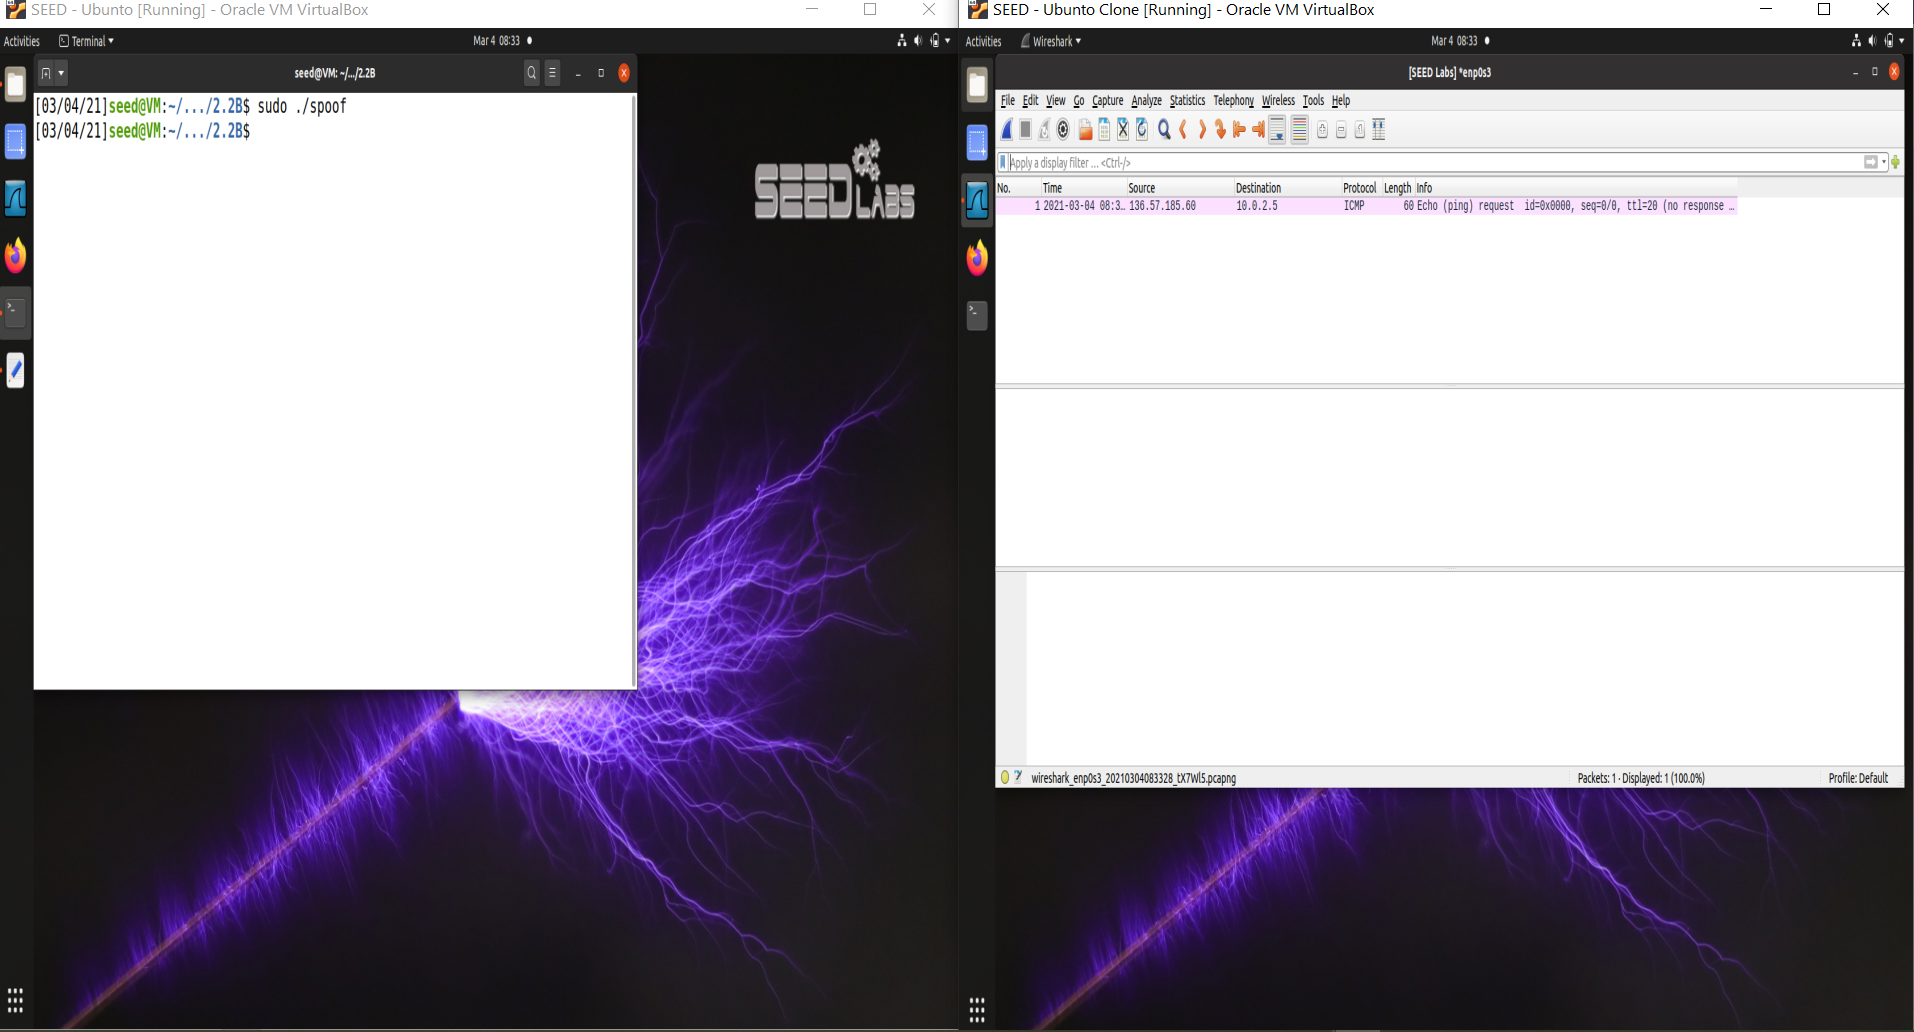 SEED - Ubunto [Running] - Oracle VM VirtualBox
Activities
Terminal
Mar 4 08:33
seed@VM: ~/.../2.2B
[03/04/21]seed@VM:~/.../2.2B$ sudo ./spoof
[03/04/21]seed@VM:~/.../2.2B$
SEED LABS
SEED - Ubunto Clone [Running] - Oracle VM VirtualBox
Activities
Wireshark
Mar 4 08:33
[SEED Labs] *enp0s3
File Edit View Go Capture Analyze Statistics Telephony Wireless Tools Help
Apply a display filter ... <Ctrl-/>
No. Time Source Destination Protocol Length Info
1 2021-03-04 08:3... 136.57.185.60 10.0.2.5 ICMP 60 Echo (ping) request id=0x0000, seq=0/0, ttl=20 (no response ...
wireshark_enp0s3_20210304083328_tX7Wl5.pcapng
Packets: 1 · Displayed: 1 (100.0%)
Profile: Default